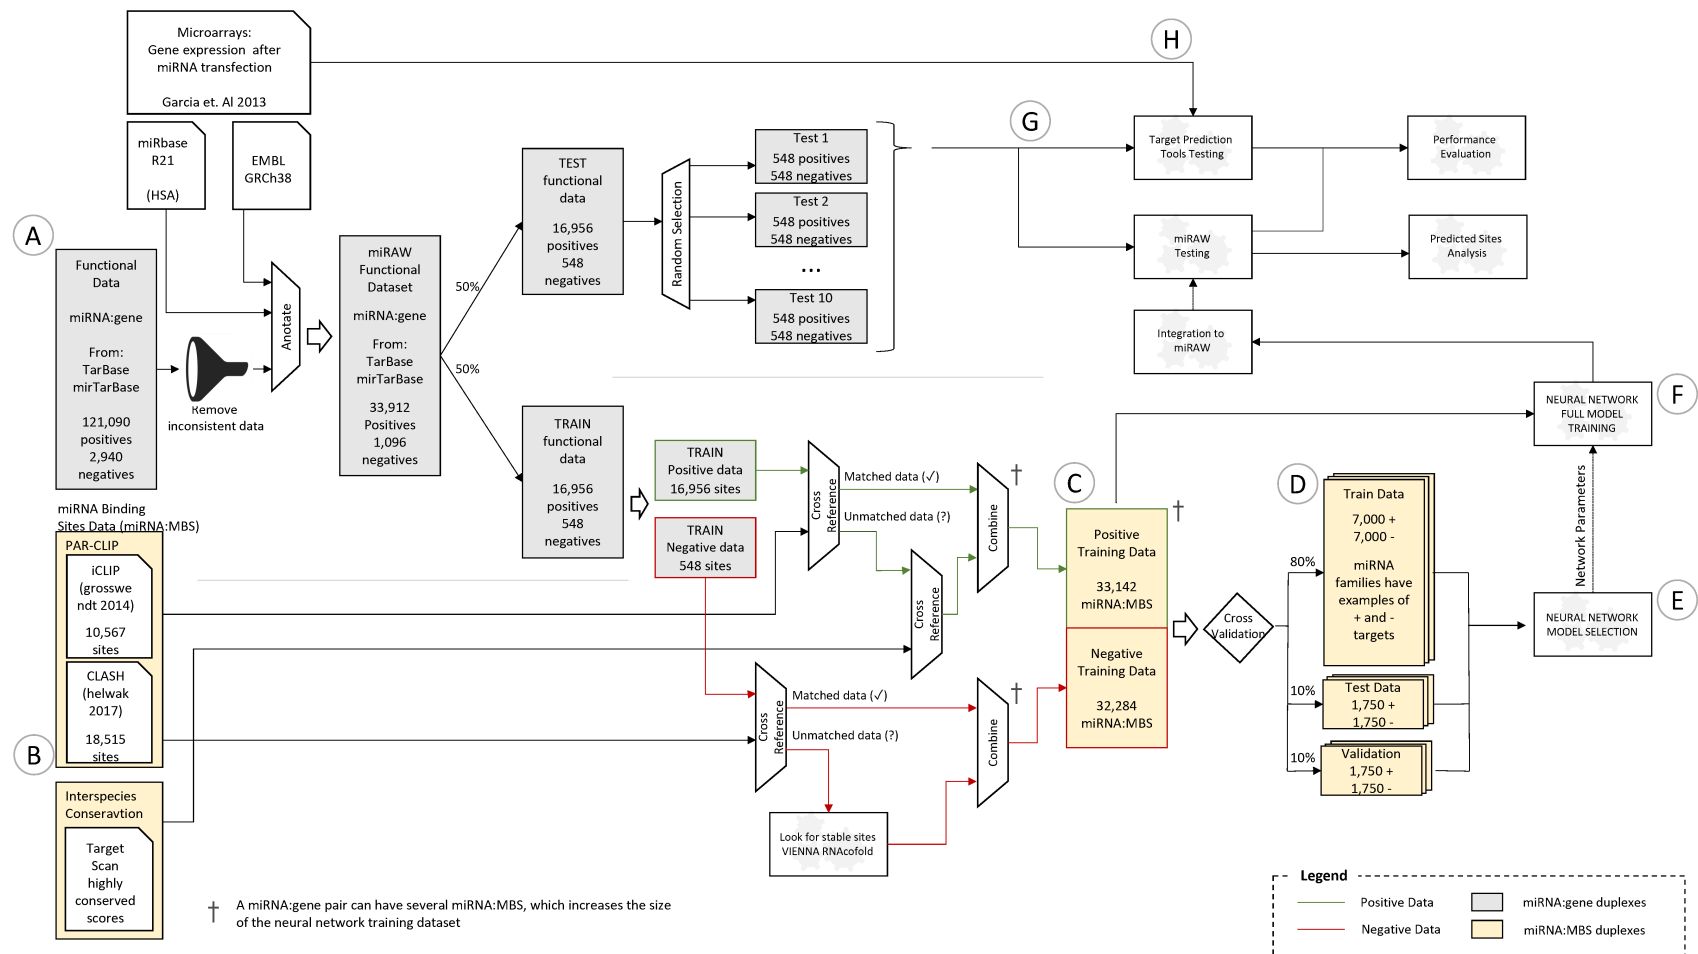 Microarrays:
Gene expression after
miRNA transfection
Garcia et. Al 2013
miRbase
R21
(HSA)
EMBL
GRCh38
A
Functional
Data
miRNA:gene
From:
TarBase
mirTarBase
121,090
positives
2,940
negatives
Remove
inconsistent data
Anotate
miRAW
Functional
Dataset
miRNA:gene
From:
TarBase
mirTarBase
33,912
Positives
1,096
negatives
50%
50%
TEST
functional
data
16,956
positives
548
negatives
Random Selection
Test 1
548 positives
548 negatives
Test 2
548 positives
548 negatives
...
Test 10
548 positives
548 negatives
H
G
Target Prediction
Tools Testing
Performance
Evaluation
miRAW
Testing
Predicted Sites
Analysis
Integration to
miRAW
F
NEURAL NETWORK
FULL MODEL
TRAINING
Network Parameters
E
NEURAL NETWORK
MODEL SELECTION
TRAIN
functional
data
16,956
positives
548
negatives
TRAIN
Positive data
16,956 sites
TRAIN
Negative data
548 sites
Cross
Reference
Matched data (✓)
Unmatched data (?)
Cross
Reference
Combine
†
C
†
Positive
Training Data
33,142
miRNA:MBS
Negative
Training Data
32,284
miRNA:MBS
Cross
Validation
D
80%
Train Data
7,000 +
7,000 -
miRNA
families have
examples of
+ and -
targets
10%
Test Data
1,750 +
1,750 -
10%
Validation
1,750 +
1,750 -
miRNA Binding
Sites Data (miRNA:MBS)
PAR-CLIP
iCLIP
(grosswe
ndt 2014)
10,567
sites
CLASH
(helwak
2017)
18,515
sites
B
Interspecies
Conseravtion
Target
Scan
highly
conserved
scores
Cross
Reference
Matched data (✓)
Unmatched data (?)
Combine
†
Look for stable sites
VIENNA RNAcofold
† A miRNA:gene pair can have several miRNA:MBS, which increases the size
of the neural network training dataset
Legend
Positive Data
miRNA:gene duplexes
Negative Data
miRNA:MBS duplexes